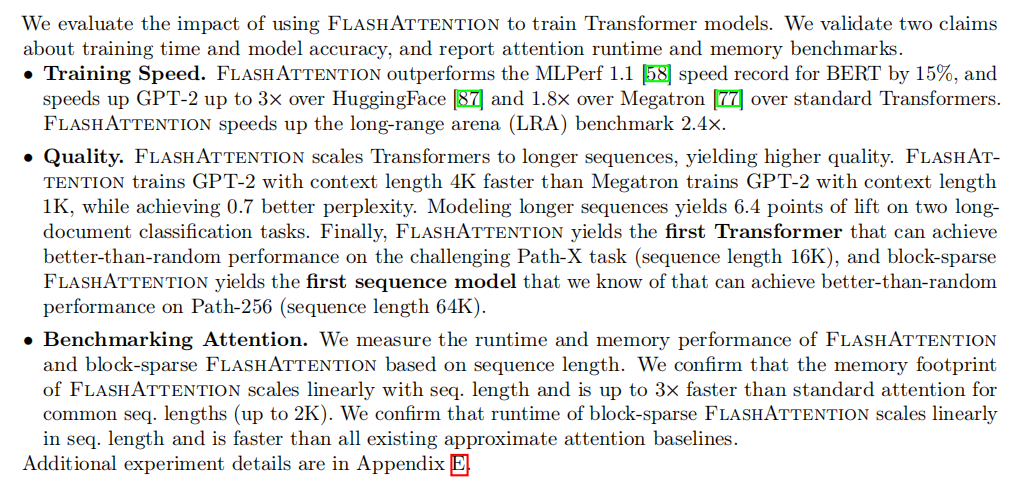 We evaluate the impact of using FLASHATTENTION to train Transformer models. We validate two claims
about training time and model accuracy, and report attention runtime and memory benchmarks.
• Training Speed. FLASHATTENTION outperforms the MLPerf 1.1 [58] speed record for BERT by 15%, and
speeds up GPT-2 up to 3× over HuggingFace [87] and 1.8× over Megatron [77] over standard Transformers.
FLASHATTENTION speeds up the long-range arena (LRA) benchmark 2.4×.
• Quality. FLASHATTENTION scales Transformers to longer sequences, yielding higher quality. FLASHAT-
TENTION trains GPT-2 with context length 4K faster than Megatron trains GPT-2 with context length
1K, while achieving 0.7 better perplexity. Modeling longer sequences yields 6.4 points of lift on two long-
document classification tasks. Finally, FLASHATTENTION yields the first Transformer that can achieve
better-than-random performance on the challenging Path-X task (sequence length 16K), and block-sparse
FLASHATTENTION yields the first sequence model that we know of that can achieve better-than-random
performance on Path-256 (sequence length 64K).
• Benchmarking Attention. We measure the runtime and memory performance of FLASHATTENTION
and block-sparse FLASHATTENTION based on sequence length. We confirm that the memory footprint
of FLASHATTENTION scales linearly with seq. length and is up to 3× faster than standard attention for
common seq. lengths (up to 2K). We confirm that runtime of block-sparse FLASHATTENTION scales linearly
in seq. length and is faster than all existing approximate attention baselines.
Additional experiment details are in Appendix E.